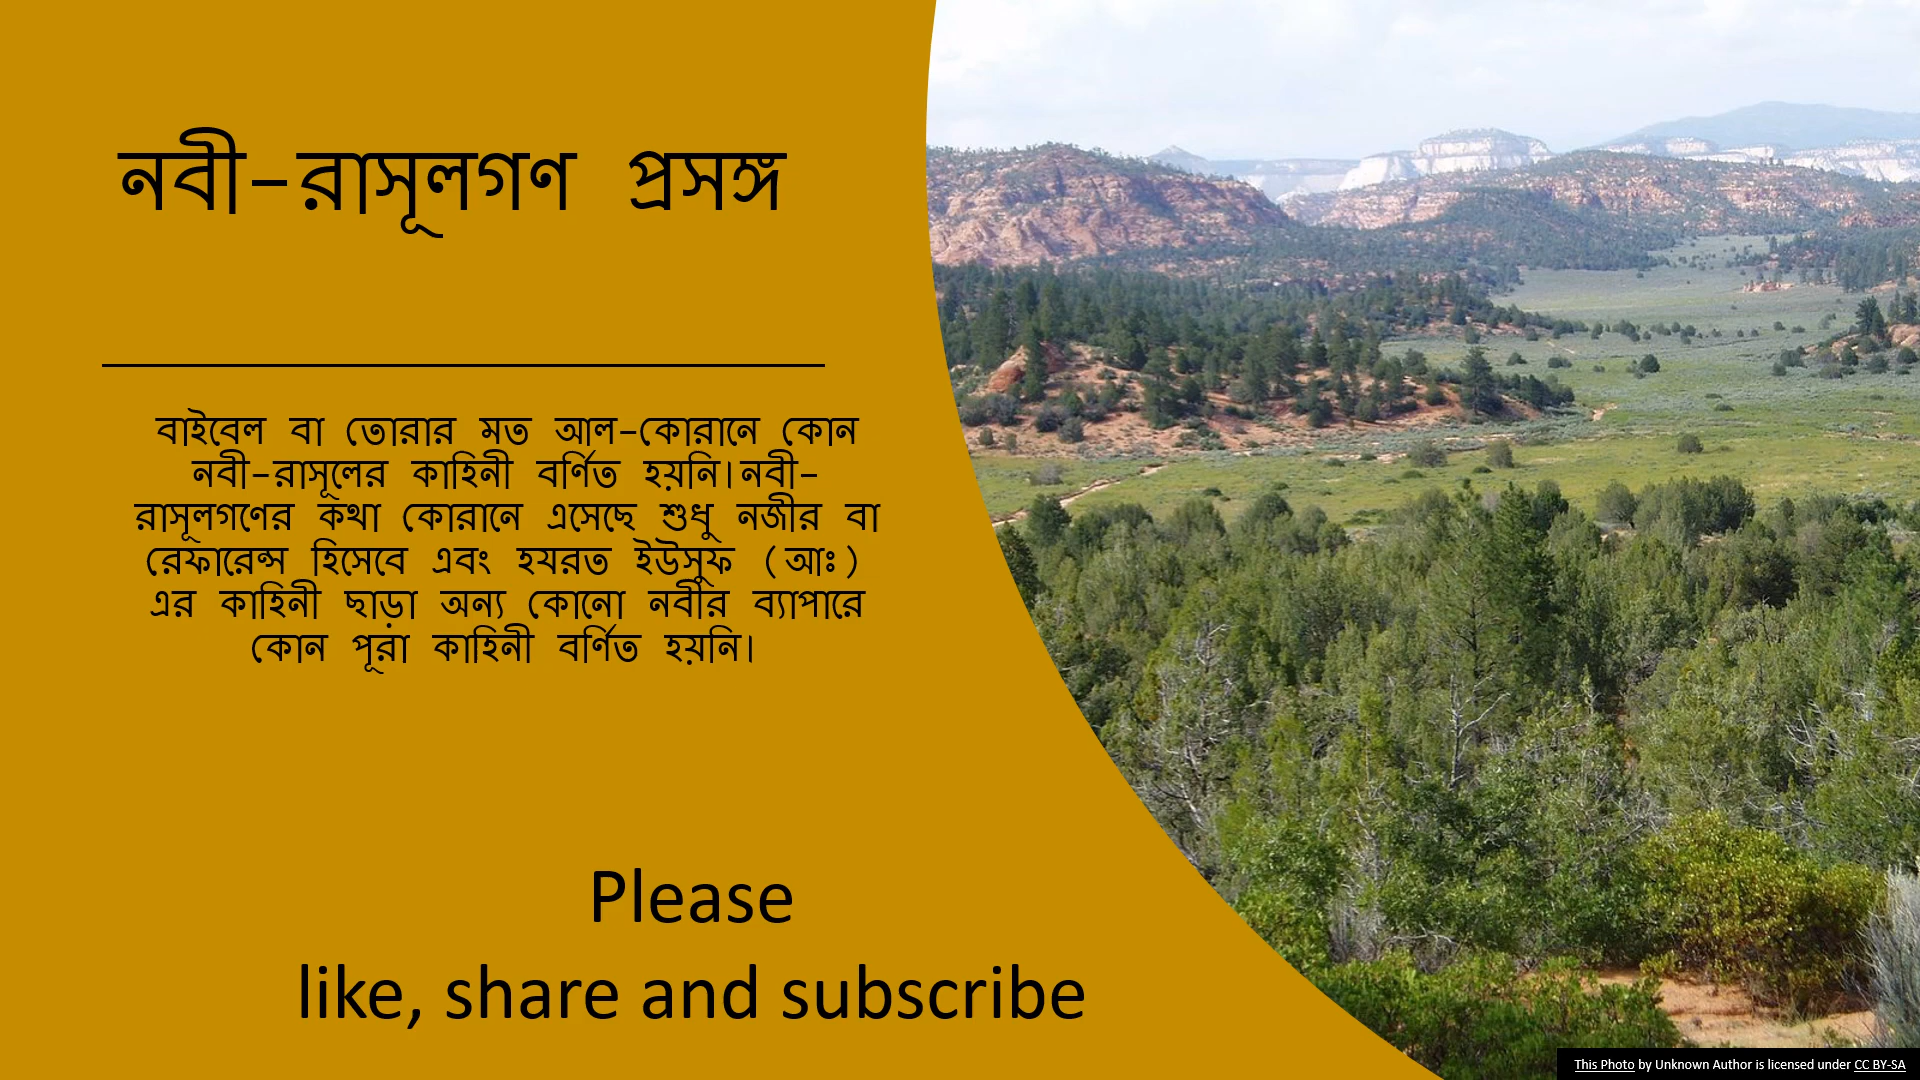 নবী-রাসূলগণ প্রসঙ্গ
বাইবেল বা তোরার মত আল-কোরানে কোন
নবী-রাসূলের কাহিনী বর্ণিত হয়নি।নবী-
রাসূলগণের কথা কোরানে এসেছে শুধু নজীর বা
রেফারেন্স হিসেবে এবং হযরত ইউসুফ (আঃ)
এর কাহিনী ছাড়া অন্য কোনো নবীর ব্যাপারে
কোন পূরা কাহিনী বর্ণিত হয়নি।
Please
like, share and subscribe
This Photo by Unknown Author is licensed under CC BY-SA